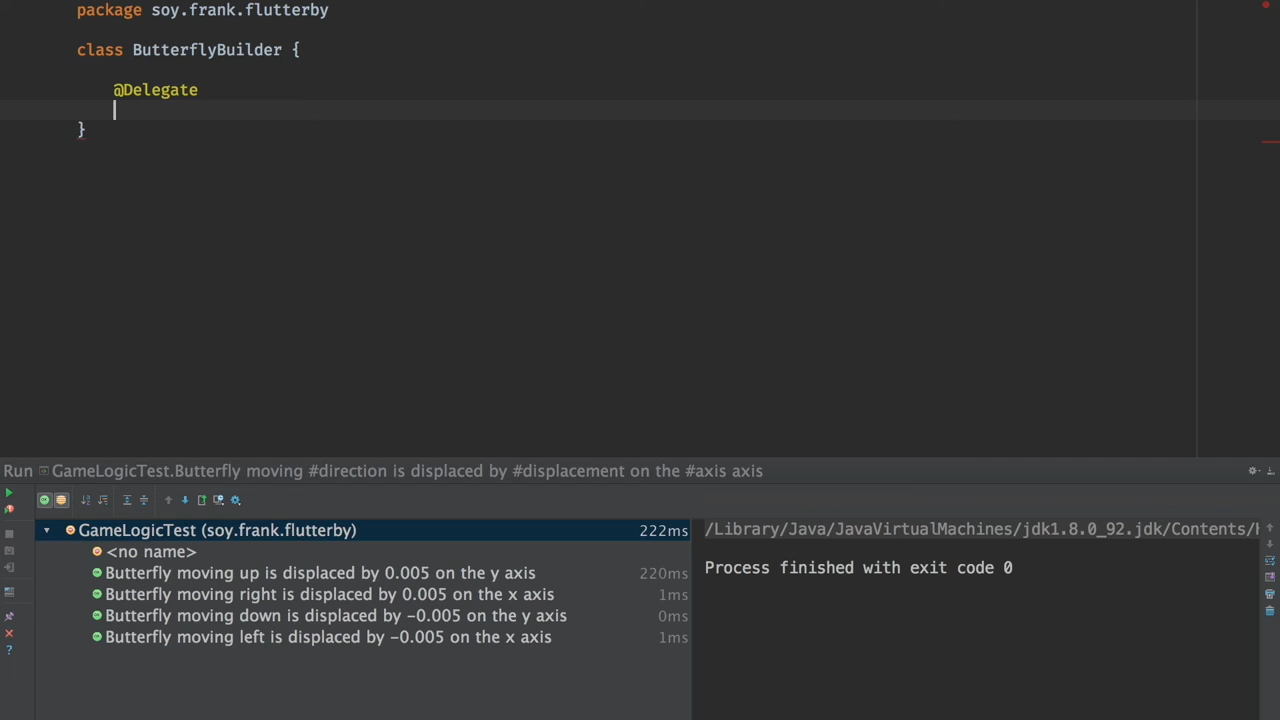 package soy.frank.flutterby
class ButterflyBuilder {
@Delegate
}
Run GameLogicTest.Butterfly moving #direction is displaced by #displacement on the #axis axis
GameLogicTest (soy.frank.flutterby) 222ms
<no name>
Butterfly moving up is displaced by 0.005 on the y axis 220ms
Butterfly moving right is displaced by 0.005 on the x axis 1ms
Butterfly moving down is displaced by -0.005 on the y axis 0ms
Butterfly moving left is displaced by -0.005 on the x axis 1ms
/Library/Java/JavaVirtualMachines/jdk1.8.0_92.jdk/Contents/
Process finished with exit code 0